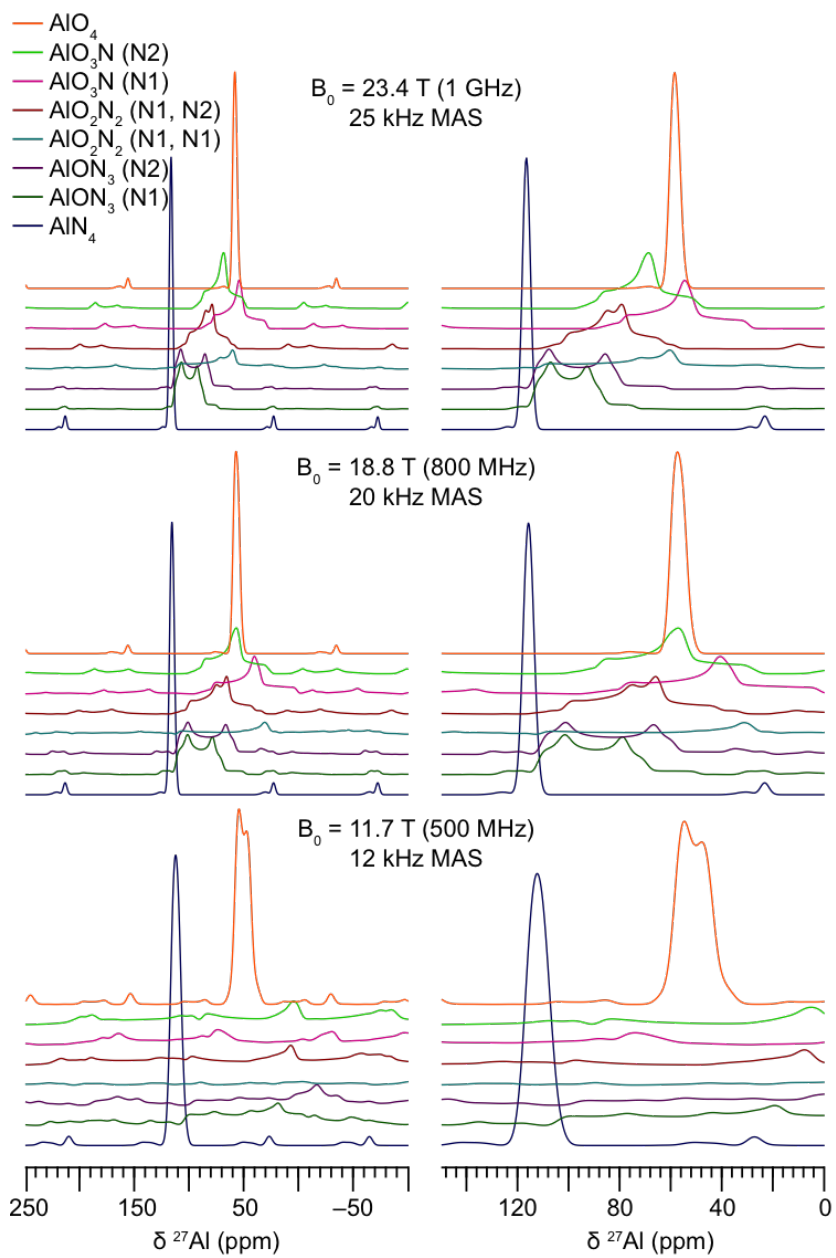 AlO₄
AlO₃N (N2)
AlO₃N (N1)
AlO₂N₂ (N1, N2)
AlO₂N₂ (N1, N1)
AlON₃ (N2)
AlON₃ (N1)
AlN₄
B₀ = 23.4 T (1 GHz)
25 kHz MAS
B₀ = 18.8 T (800 MHz)
20 kHz MAS
B₀ = 11.7 T (500 MHz)
12 kHz MAS
250 150 50 –50
120 80 40 0
δ ²⁷Al (ppm)
δ ²⁷Al (ppm)